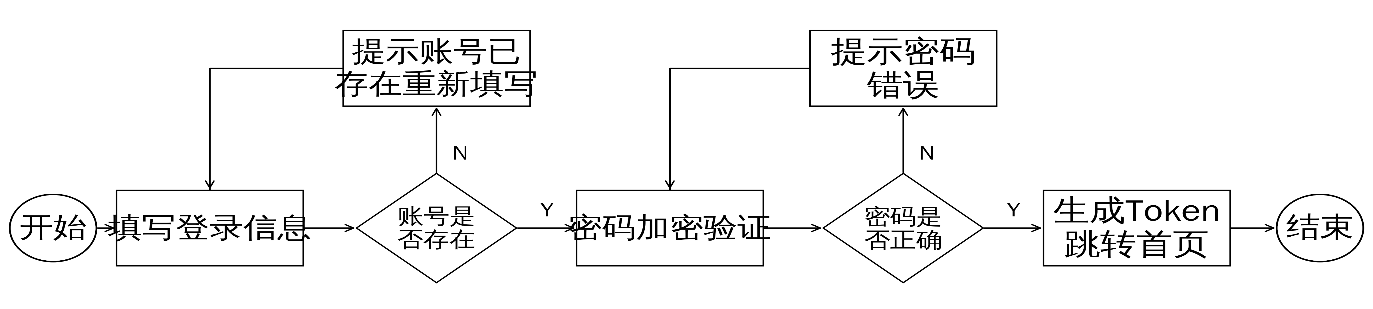 开始
填写登录信息
提示账号已
存在重新填写
N
账号是
否存在
Y
密码加密验证
提示密码
错误
N
密码是
否正确
Y
生成Token
跳转首页
结束